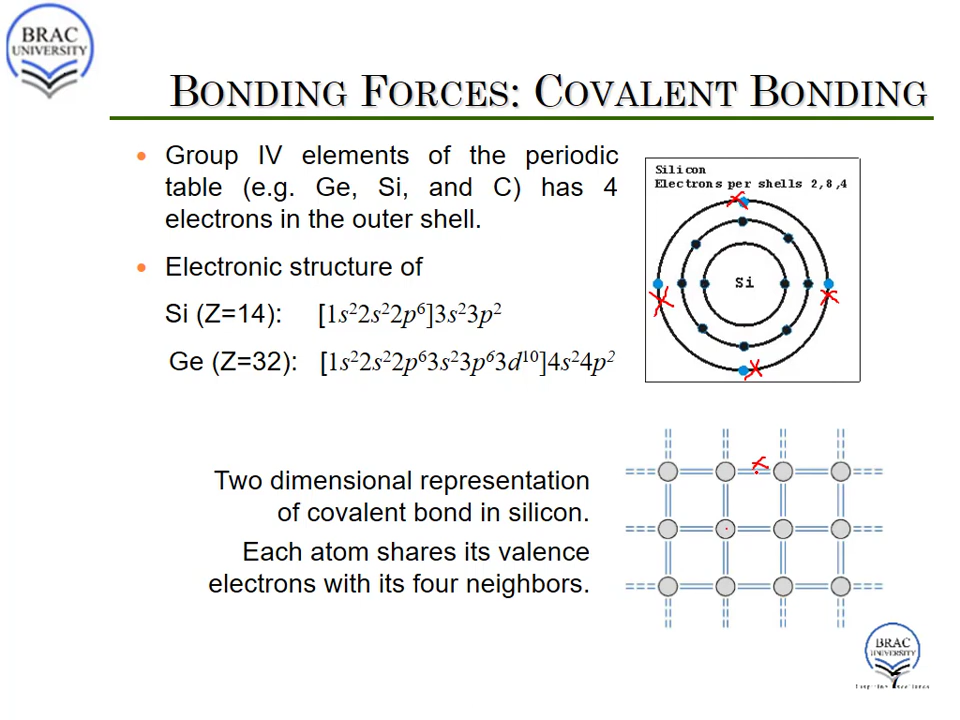 BRAC
UNIVERSITY
BONDING FORCES: COVALENT BONDING
• Group IV elements of the periodic
table (e.g. Ge, Si, and C) has 4
electrons in the outer shell.
• Electronic structure of
Si (Z=14): [1s²2s²2p⁶]3s²3p²
Ge (Z=32): [1s²2s²2p⁶3s²3p⁶3d¹⁰]4s²4p²
Silicon
Electrons per shells 2,8,4
Si
Two dimensional representation
of covalent bond in silicon.
Each atom shares its valence
electrons with its four neighbors.
BRAC
UNIVERSITY
7